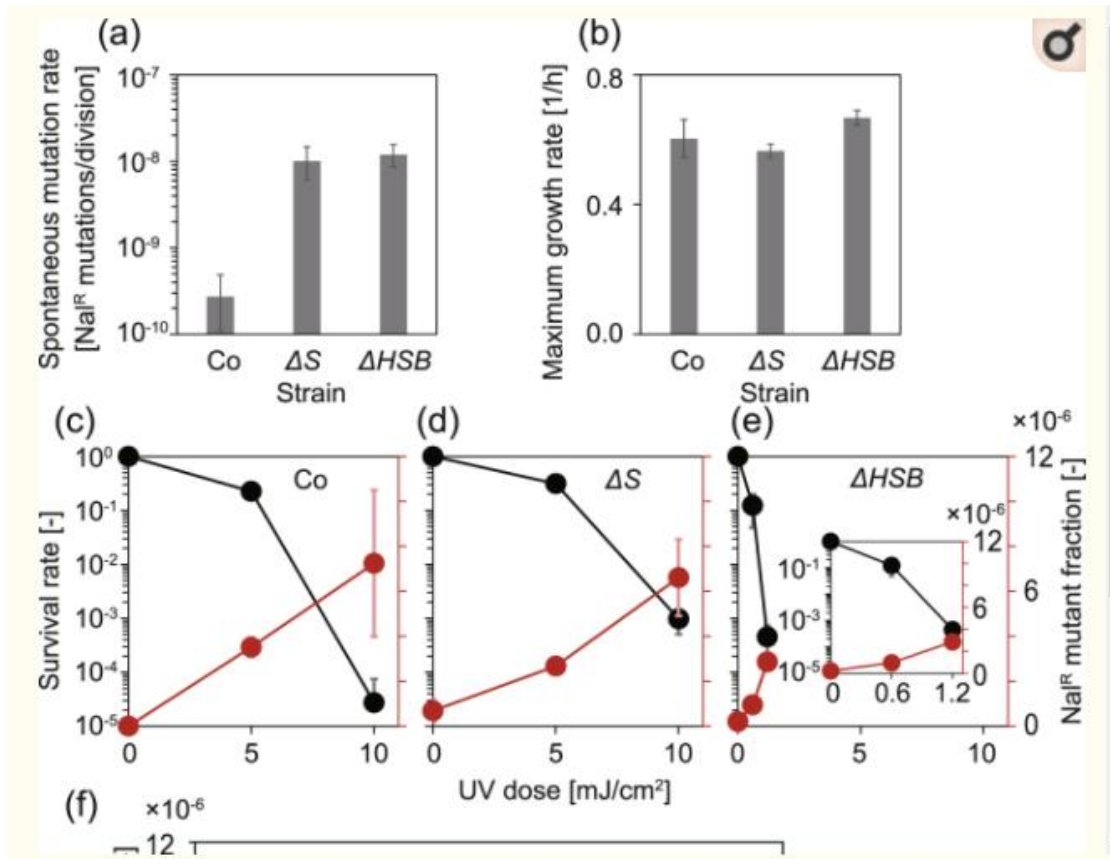 (a)
Spontaneous mutation rate
[Nalᴿ mutations/division]
10⁻⁷
10⁻⁸
10⁻⁹
10⁻¹⁰
Co ΔS ΔHSB
Strain
(b)
Maximum growth rate [1/h]
0.8
0.4
0.0
Co ΔS ΔHSB
Strain
(c)
Survival rate [-]
10⁰
10⁻¹
10⁻²
10⁻³
10⁻⁴
10⁻⁵
Co
0 5 10
(d)
ΔS
0 5 10
UV dose [mJ/cm²]
(e)
ΔHSB
×10⁻⁶
12
6
0
Nalᴿ mutant fraction [-]
0 5 10
×10⁻⁶
10⁻¹
10⁻³
10⁻⁵
12
6
0
0 0.6 1.2
(f)
×10⁻⁶
12